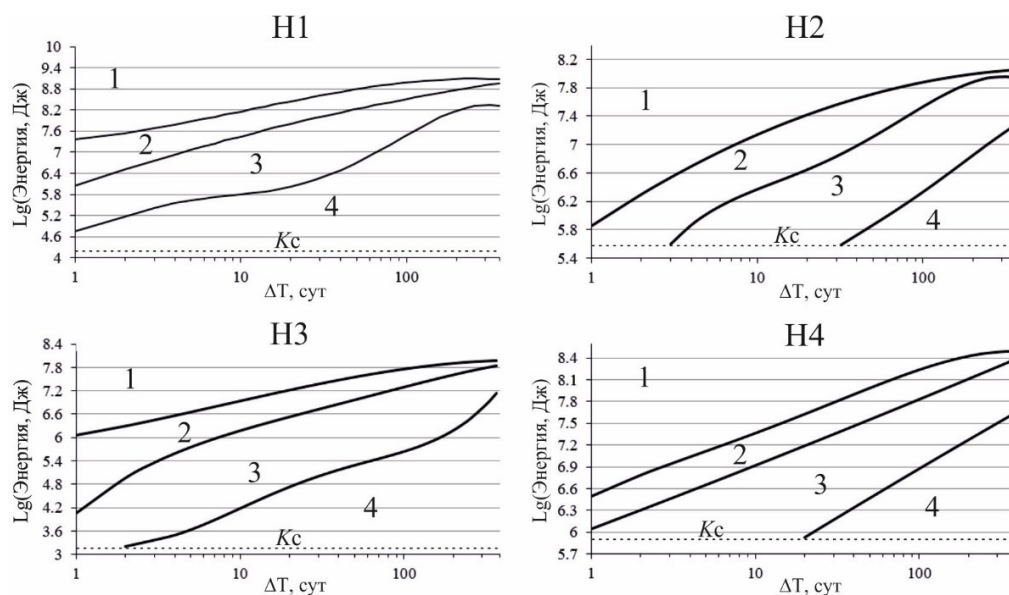 H1
10
9.4
8.8
8.2
7.6
7
6.4
5.8
5.2
4.6
4
Lg(Энергия, Дж)
1
2
3
4
Kc
1 10 100
ΔT, сут
H2
8.2
7.8
7.4
7
6.6
6.2
5.8
5.4
Lg(Энергия, Дж)
1
2
3
4
Kc
1 10 100
ΔT, сут
H3
8.4
7.8
7.2
6.6
6
5.4
4.8
4.2
3.6
3
Lg(Энергия, Дж)
1
2
3
4
Kc
1 10 100
ΔT, сут
H4
8.4
8.1
7.8
7.5
7.2
6.9
6.6
6.3
6
5.7
Lg(Энергия, Дж)
1
2
3
4
Kc
1 10 100
ΔT, сут